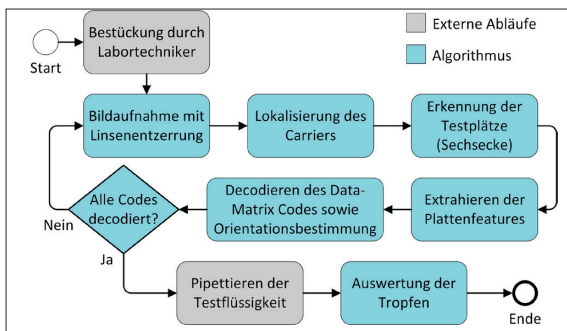 Bestückung durch
Labortechniker
Start
Externe Abläufe
Algorithmus
Bildaufnahme mit
Linsenentzerrung
Lokalisierung des
Carriers
Erkennung der
Testplätze
(Sechsecke)
Extrahieren der
Plattenfeatures
Decodieren des Data-
Matrix Codes sowie
Orientationsbestimmung
Alle Codes
decodiert?
Nein
Ja
Pipettieren der
Testflüssigkeit
Auswertung der
Tropfen
Ende